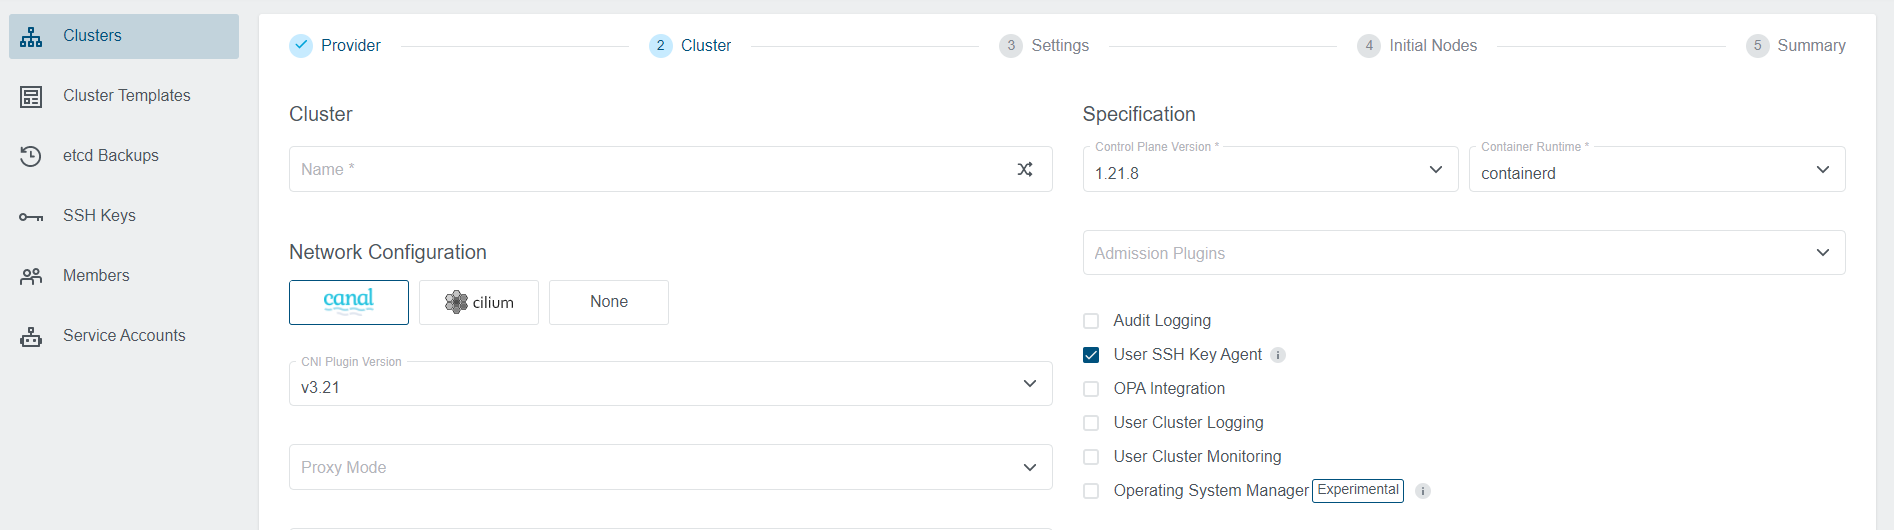 Clusters
Cluster Templates
etcd Backups
SSH Keys
Members
Service Accounts
Provider
2 Cluster
3 Settings
4 Initial Nodes
5 Summary
Cluster
Name *
Network Configuration
canal
cilium
None
CNI Plugin Version
v3.21
Proxy Mode
Specification
Control Plane Version *
1.21.8
Container Runtime *
containerd
Admission Plugins
Audit Logging
User SSH Key Agent i
OPA Integration
User Cluster Logging
User Cluster Monitoring
Operating System Manager Experimental i